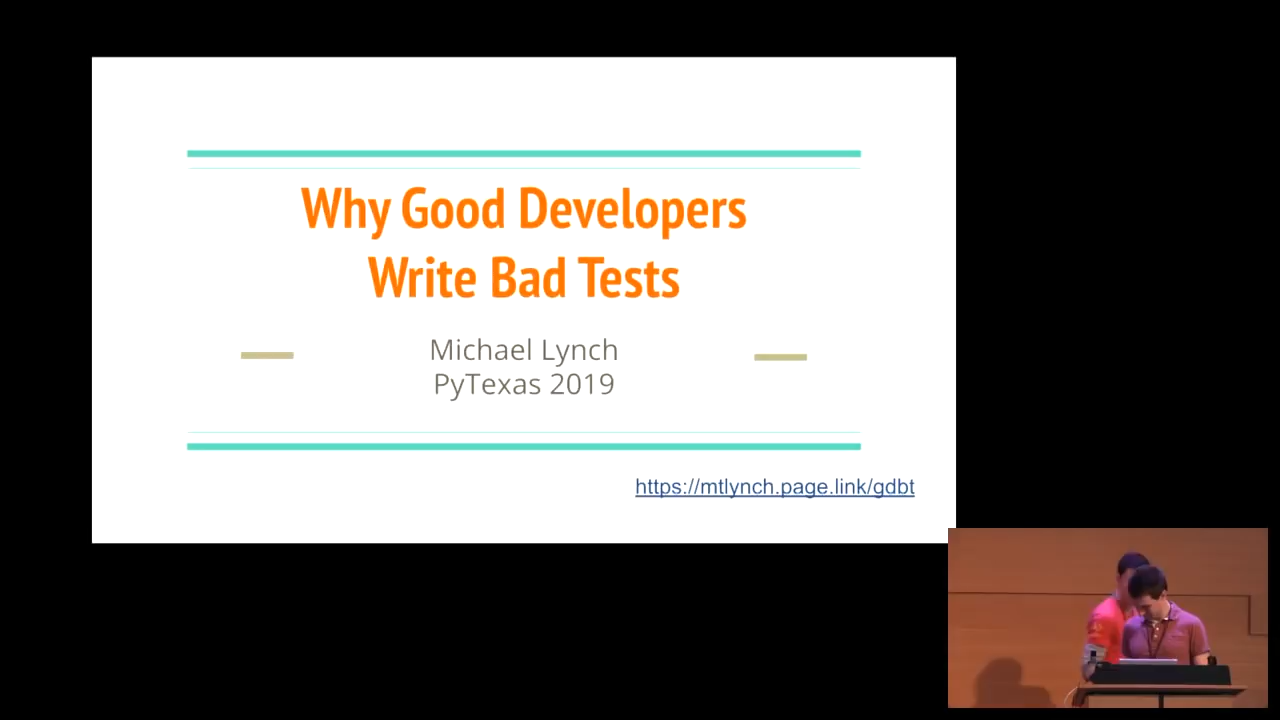 Why Good Developers
Write Bad Tests
Michael Lynch
PyTexas 2019
https://mtlynch.page.link/gdbt